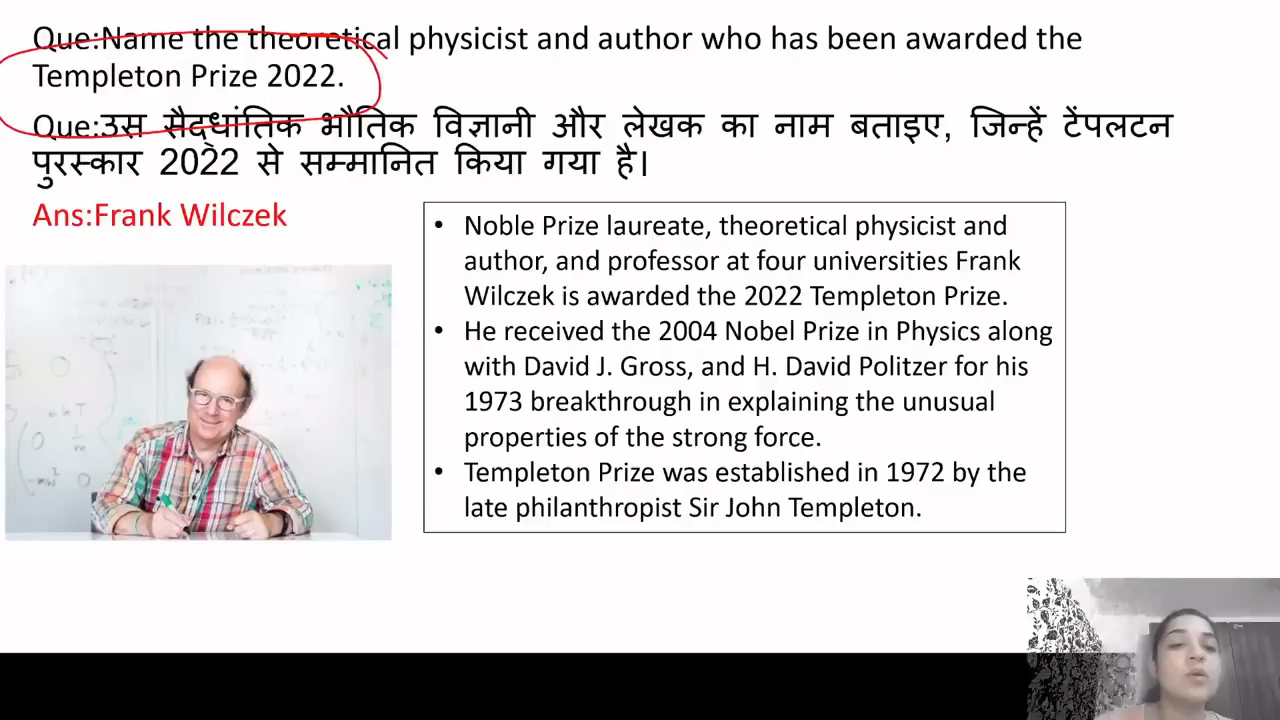 Que:Name the theoretical physicist and author who has been awarded the
Templeton Prize 2022.
Que:उस सैद्धांतिक भौतिक विज्ञानी और लेखक का नाम बताइए, जिन्हें टेंपलटन
पुरस्कार 2022 से सम्मानित किया गया है।
Ans:Frank Wilczek
• Noble Prize laureate, theoretical physicist and
author, and professor at four universities Frank
Wilczek is awarded the 2022 Templeton Prize.
• He received the 2004 Nobel Prize in Physics along
with David J. Gross, and H. David Politzer for his
1973 breakthrough in explaining the unusual
properties of the strong force.
• Templeton Prize was established in 1972 by the
late philanthropist Sir John Templeton.